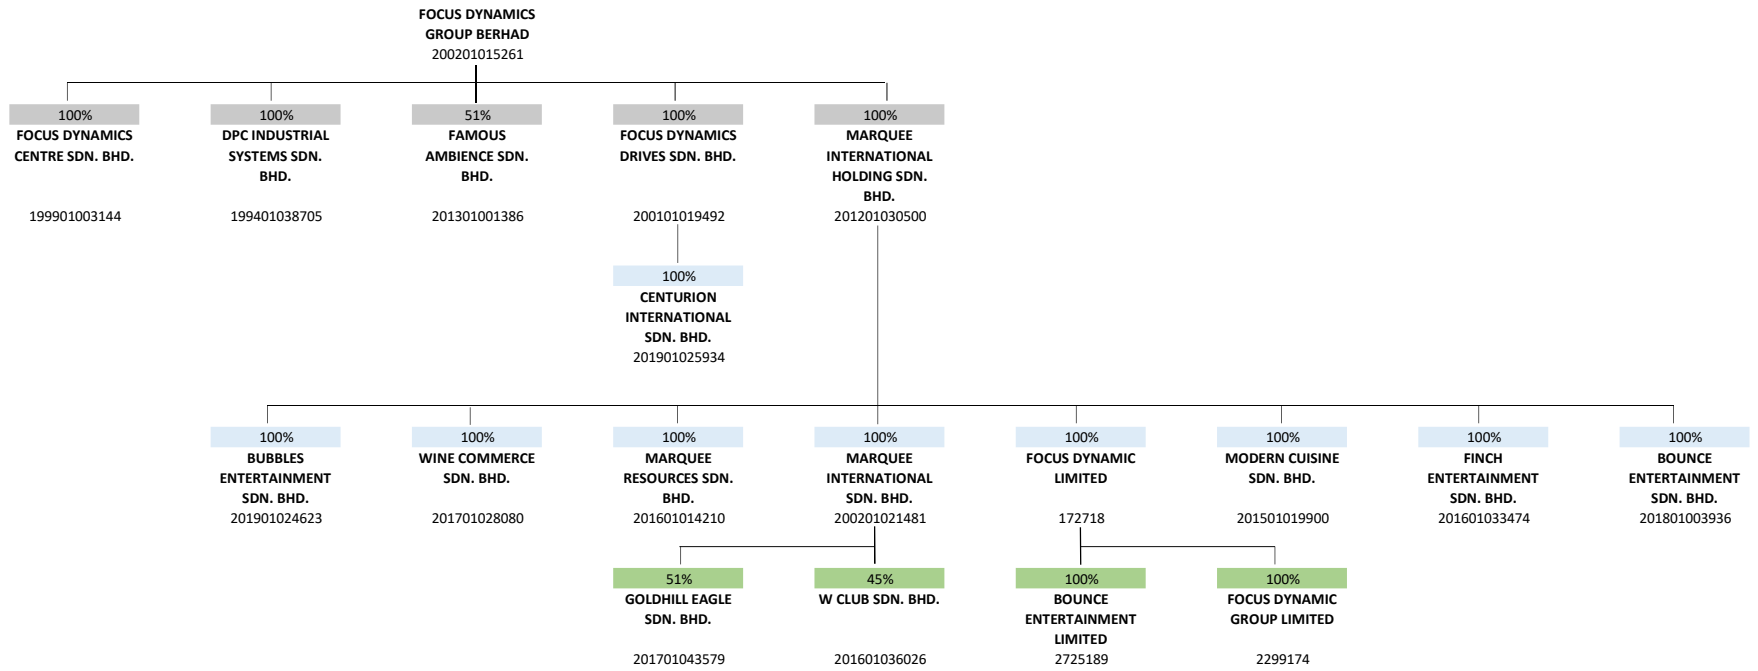 FOCUS DYNAMICS
GROUP BERHAD
200201015261
100%
FOCUS DYNAMICS
CENTRE SDN. BHD.
199901003144
100%
DPC INDUSTRIAL
SYSTEMS SDN.
BHD.
199401038705
51%
FAMOUS
AMBIENCE SDN.
BHD.
201301001386
100%
FOCUS DYNAMICS
DRIVES SDN. BHD.
200101019492
100%
MARQUEE
INTERNATIONAL
HOLDING SDN.
BHD.
201201030500
100%
CENTURION
INTERNATIONAL
SDN. BHD.
201901025934
100%
BUBBLES
ENTERTAINMENT
SDN. BHD.
201901024623
100%
WINE COMMERCE
SDN. BHD.
201701028080
100%
MARQUEE
RESOURCES SDN.
BHD.
201601014210
100%
MARQUEE
INTERNATIONAL
SDN. BHD.
200201021481
100%
FOCUS DYNAMIC
LIMITED
172718
100%
MODERN CUISINE
SDN. BHD.
201501019900
100%
FINCH
ENTERTAINMENT
SDN. BHD.
201601033474
100%
BOUNCE
ENTERTAINMENT
SDN. BHD.
201801003936
51%
GOLDHILL EAGLE
SDN. BHD.
201701043579
45%
W CLUB SDN. BHD.
201601036026
100%
BOUNCE
ENTERTAINMENT
LIMITED
2725189
100%
FOCUS DYNAMIC
GROUP LIMITED
2299174